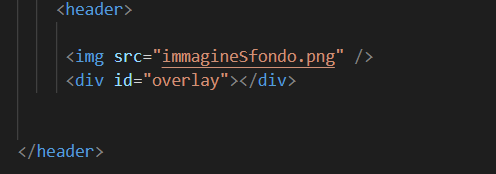 <header>
<img src="immagineSfondo.png" />
<div id="overlay"></div>
</header>